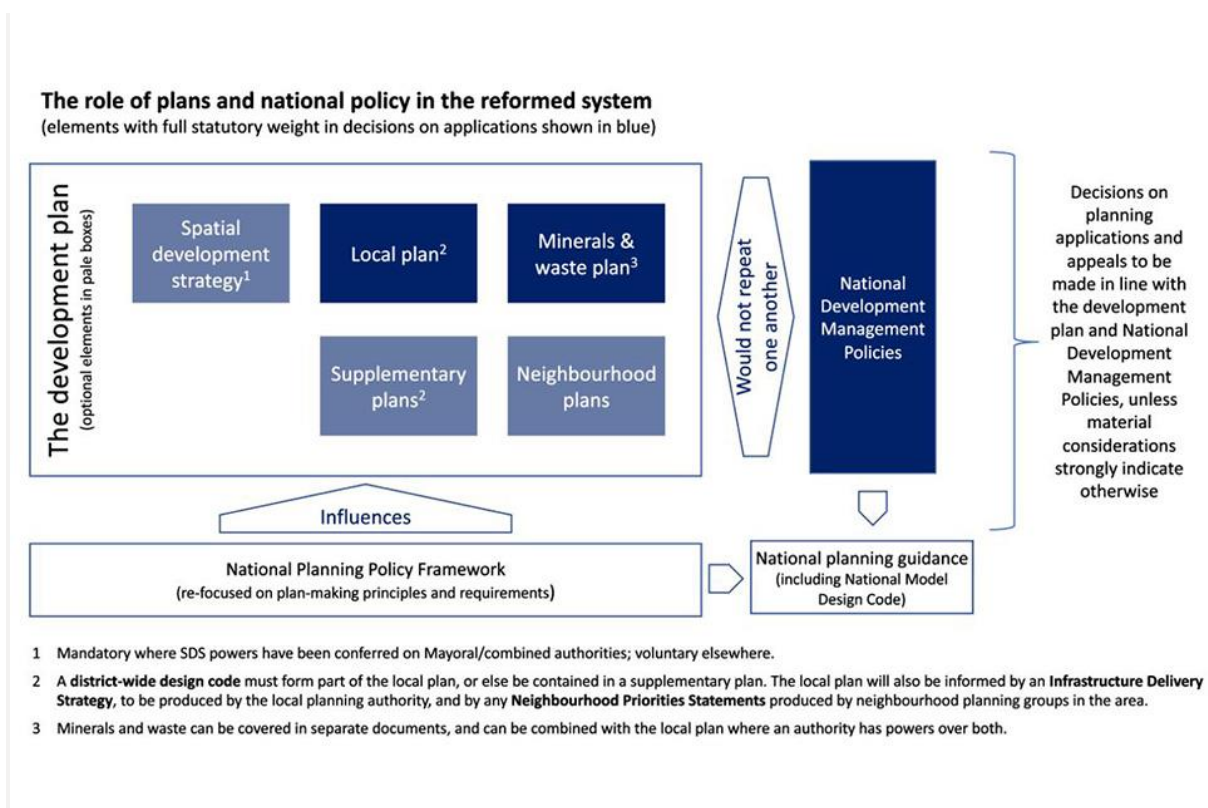 The role of plans and national policy in the reformed system
(elements with full statutory weight in decisions on applications shown in blue)
The development plan
(optional elements in pale boxes)
Spatial
development
strategy1
Local plan2
Minerals &
waste plan3
Supplementary
plans2
Neighbourhood
plans
Would not repeat
one another
National
Development
Management
Policies
Decisions on
planning
applications and
appeals to be
made in line with
the development
plan and National
Development
Management
Policies, unless
material
considerations
strongly indicate
otherwise
Influences
National Planning Policy Framework
(re-focused on plan-making principles and requirements)
National planning guidance
(including National Model
Design Code)
1 Mandatory where SDS powers have been conferred on Mayoral/combined authorities; voluntary elsewhere.
2 A district-wide design code must form part of the local plan, or else be contained in a supplementary plan. The local plan will also be informed by an Infrastructure Delivery
Strategy, to be produced by the local planning authority, and by any Neighbourhood Priorities Statements produced by neighbourhood planning groups in the area.
3 Minerals and waste can be covered in separate documents, and can be combined with the local plan where an authority has powers over both.